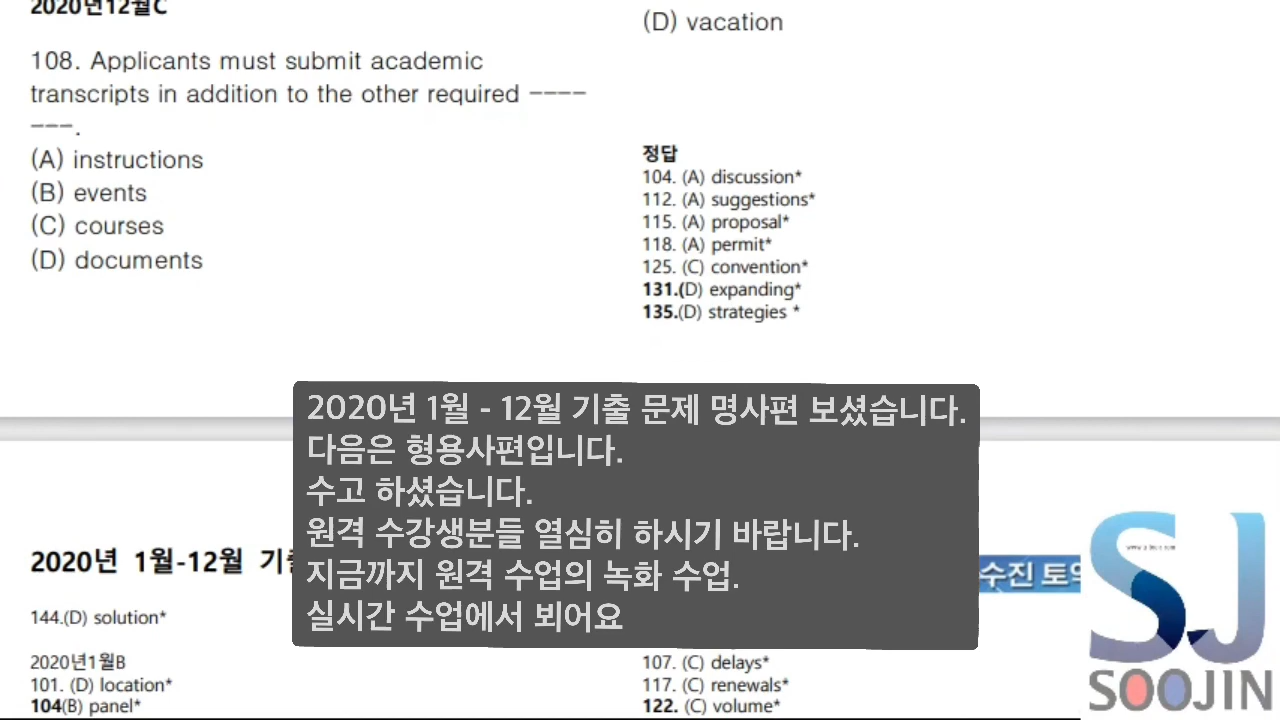 2020년12월C
108. Applicants must submit academic
transcripts in addition to the other required ----
---.
(A) instructions
(B) events
(C) courses
(D) documents
(D) vacation
정답
104. (A) discussion*
112. (A) suggestions*
115. (A) proposal*
118. (A) permit*
125. (C) convention*
131.(D) expanding*
135.(D) strategies *
2020년 1월 - 12월 기출 문제 명사편 보셨습니다.
다음은 형용사편입니다.
수고 하셨습니다.
원격 수강생분들 열심히 하시기 바랍니다.
지금까지 원격 수업의 녹화 수업.
실시간 수업에서 뵈어요
2020년 1월-12월
수진
144.(D) solution*
2020년1월B
101. (D) location*
104(B) panel*
107. (C) delays*
117. (C) renewals*
122. (C) volume*
SJ
SOOJIN